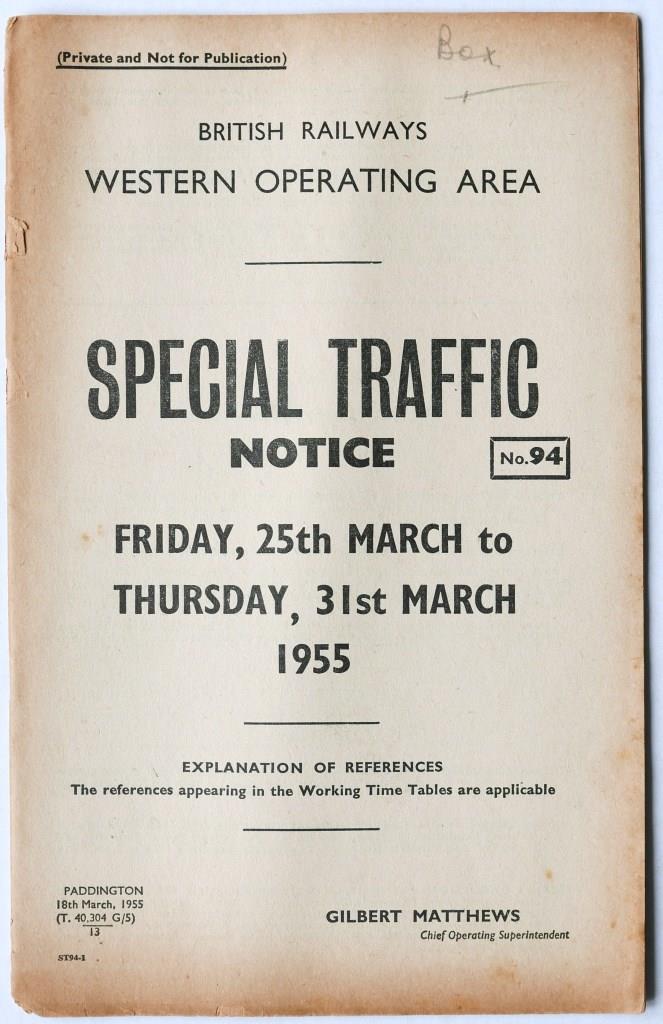 (Private and Not for Publication)
Box
BRITISH RAILWAYS
WESTERN OPERATING AREA
SPECIAL TRAFFIC
NOTICE
No. 94
FRIDAY, 25th MARCH to
THURSDAY, 31st MARCH
1955
EXPLANATION OF REFERENCES
The references appearing in the Working Time Tables are applicable
PADDINGTON
18th March, 1955
(T. 40,304 G/5)
13
GILBERT MATTHEWS
Chief Operating Superintendent
ST94-1